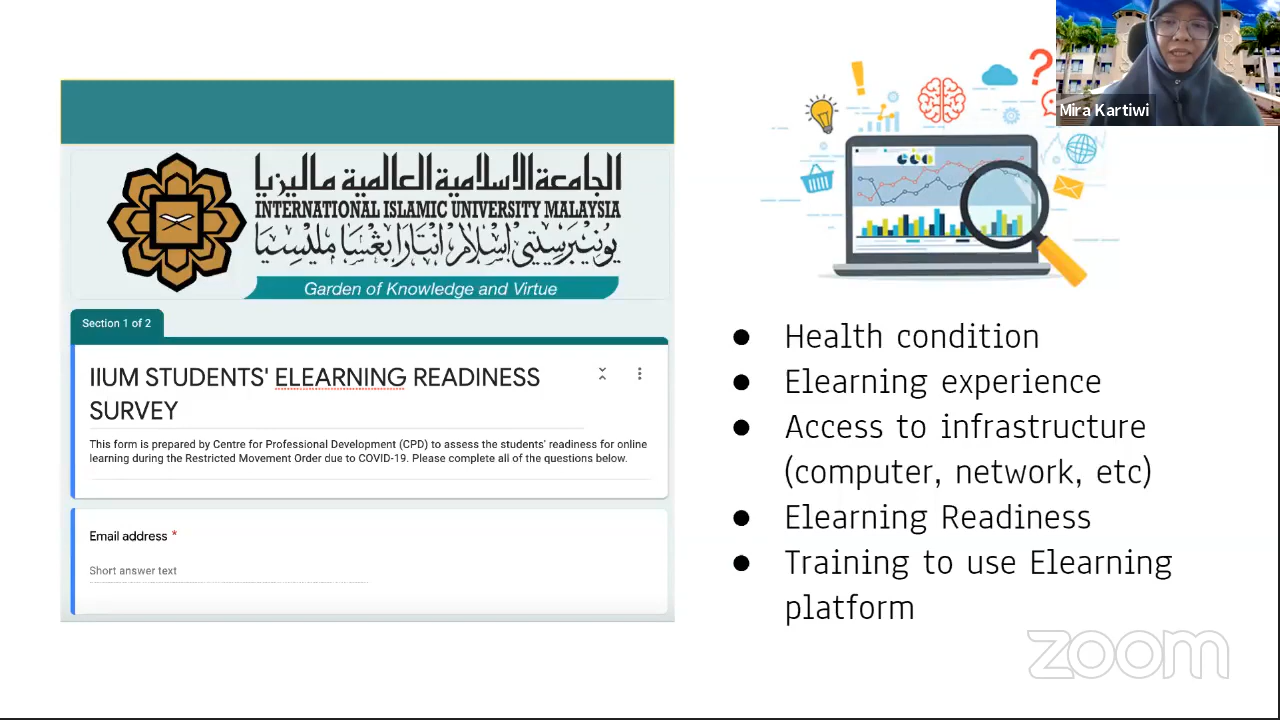 Mira Kartiwi
الجامعة الإسلامية العالمية ماليزيا
INTERNATIONAL ISLAMIC UNIVERSITY MALAYSIA
يونيبرسيتي اسلام انتارابغسا مليسيا
Garden of Knowledge and Virtue
Section 1 of 2
IIUM STUDENTS' ELEARNING READINESS
SURVEY
This form is prepared by Centre for Professional Development (CPD) to assess the students' readiness for online
learning during the Restricted Movement Order due to COVID-19. Please complete all of the questions below.
Email address *
Short answer text
● Health condition
● Elearning experience
● Access to infrastructure
(computer, network, etc)
● Elearning Readiness
● Training to use Elearning
platform
zoom